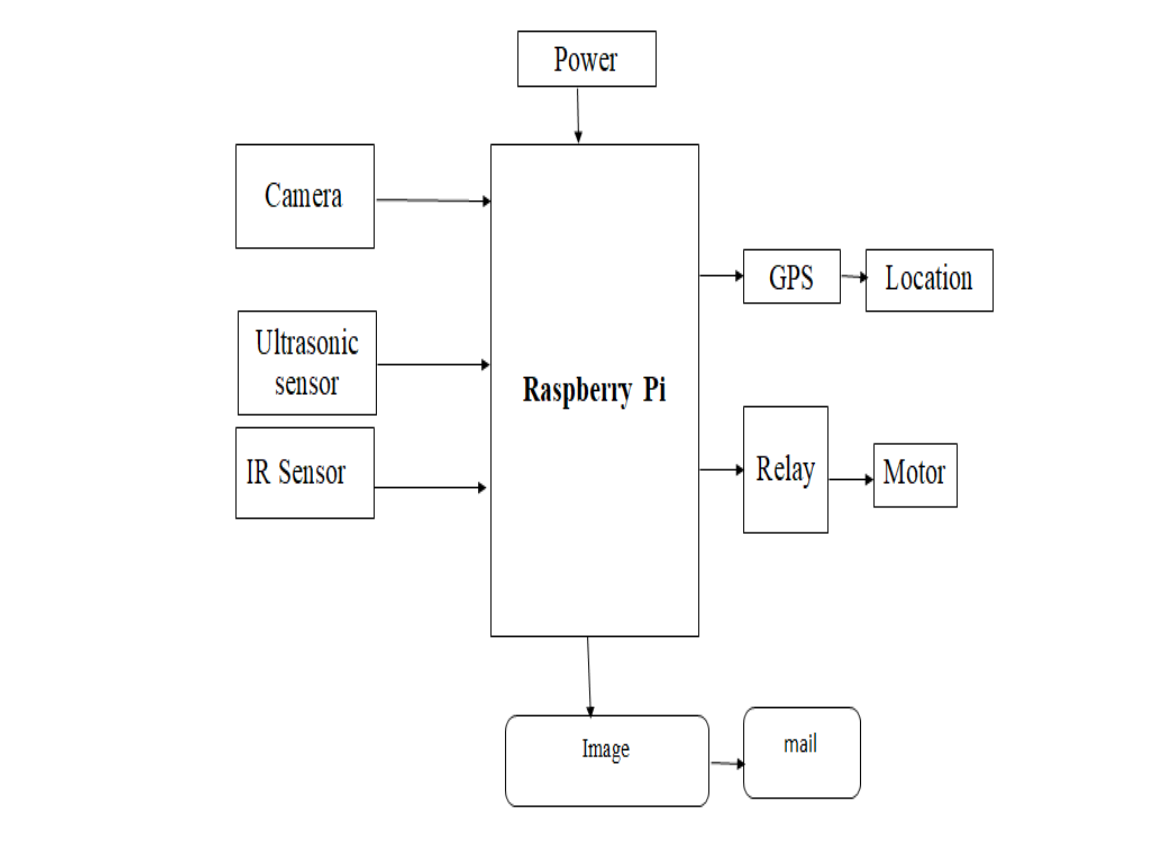 Power
Camera
Ultrasonic
sensor
IR Sensor
Raspberry Pi
GPS
Location
Relay
Motor
Image
mail